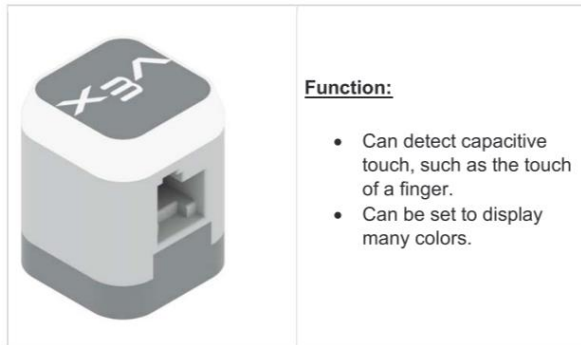 VEX
Function:
• Can detect capacitive
touch, such as the touch
of a finger.
• Can be set to display
many colors.